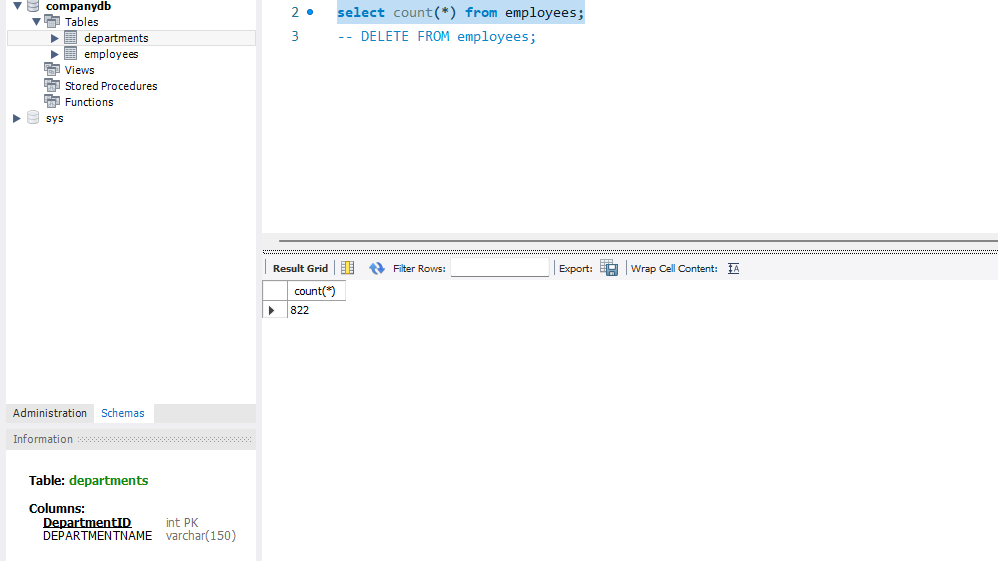 companydb
Tables
departments
employees
Views
Stored Procedures
Functions
sys
Administration Schemas
Information
Table: departments
Columns:
DepartmentID int PK
DEPARTMENTNAME varchar(150)
2 select count(*) from employees;
3 -- DELETE FROM employees;
Result Grid Filter Rows: Export: Wrap Cell Content: IA
count(*)
822